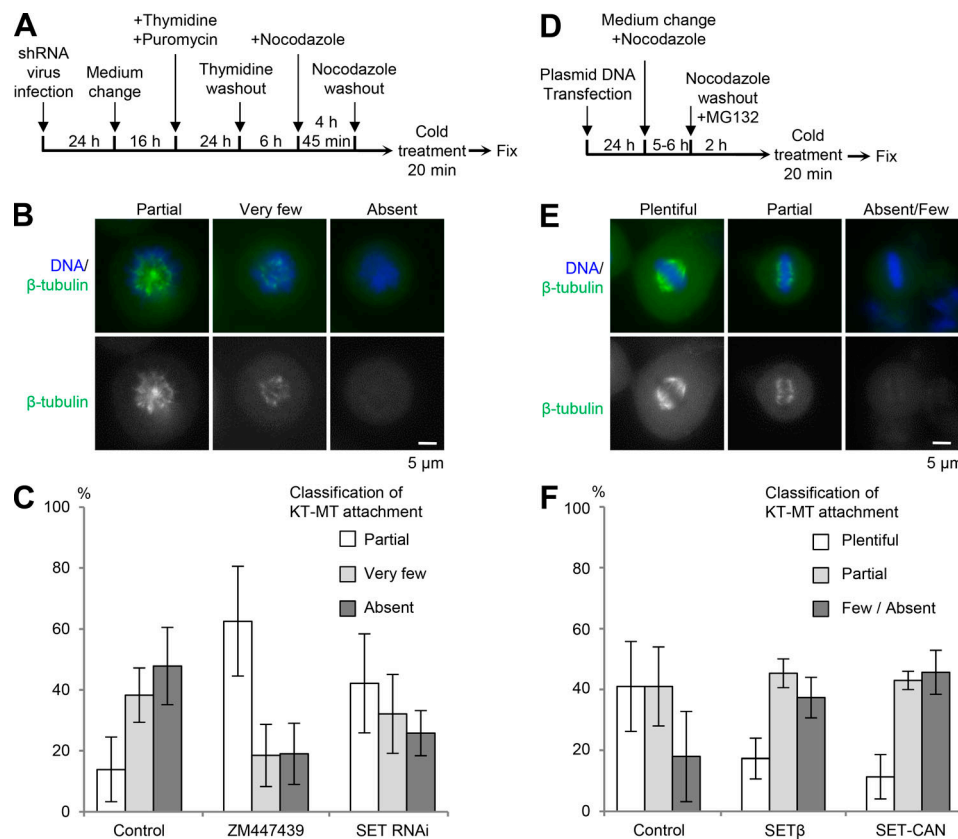 A
shRNA
virus
infection
Medium
change
+Thymidine
+Puromycin
Thymidine
washout
+Nocodazole
Nocodazole
washout
24 h
16 h
24 h
6 h
4 h
45 min
Cold
treatment
20 min
Fix
B
Partial
Very few
Absent
DNA/
β-tubulin
β-tubulin
5 µm
C
%
Classification of
KT-MT attachment
Partial
Very few
Absent
100
80
60
40
20
0
Control
ZM447439
SET RNAi
D
Plasmid DNA
Transfection
Medium change
+Nocodazole
Nocodazole
washout
+MG132
24 h
5-6 h
2 h
Cold
treatment
20 min
Fix
E
Plentiful
Partial
Absent/Few
DNA/
β-tubulin
β-tubulin
5 µm
F
%
Classification of
KT-MT attachment
Plentiful
Partial
Few / Absent
100
80
60
40
20
0
Control
SETβ
SET-CAN